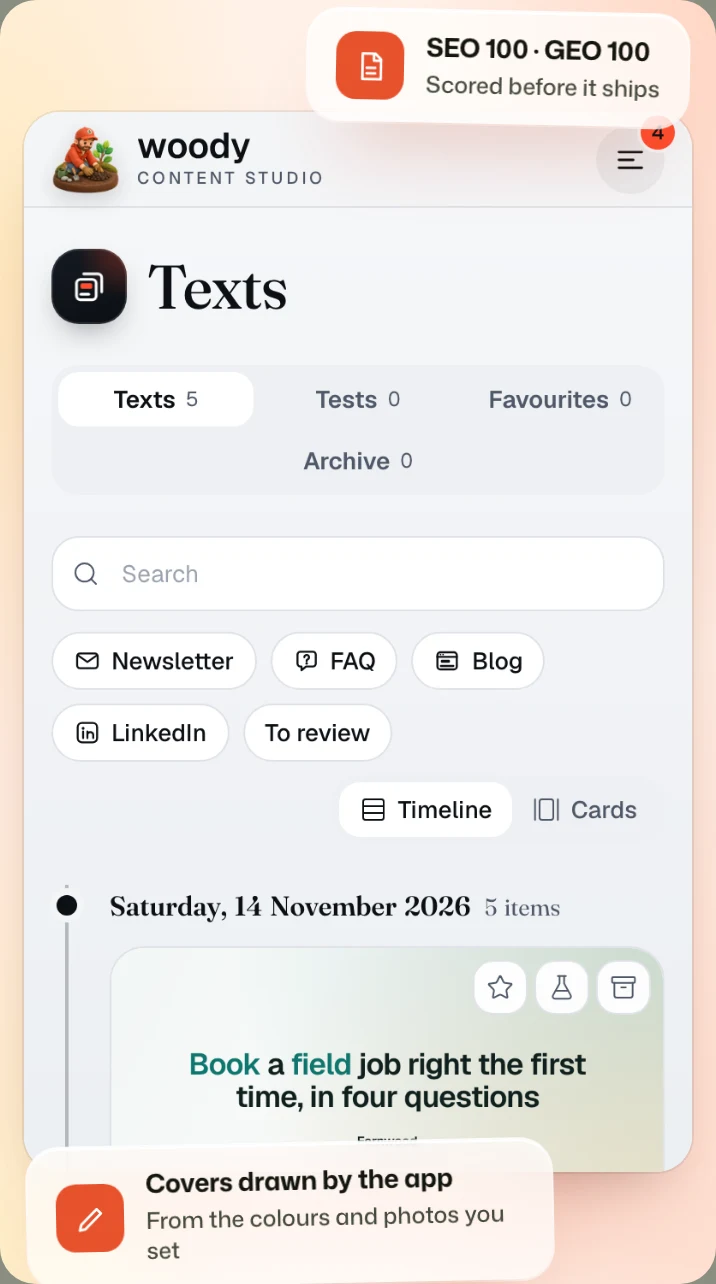 SEO 100 · GEO 100
Scored before it ships
4
woody
CONTENT STUDIO
Texts
Texts 5
Tests 0
Favourites 0
Archive 0
Search
Newsletter
FAQ
Blog
LinkedIn
To review
Timeline
Cards
Saturday, 14 November 2026 5 items
Book a field job right the first
time, in four questions
Covers drawn by the app
From the colours and photos you
set